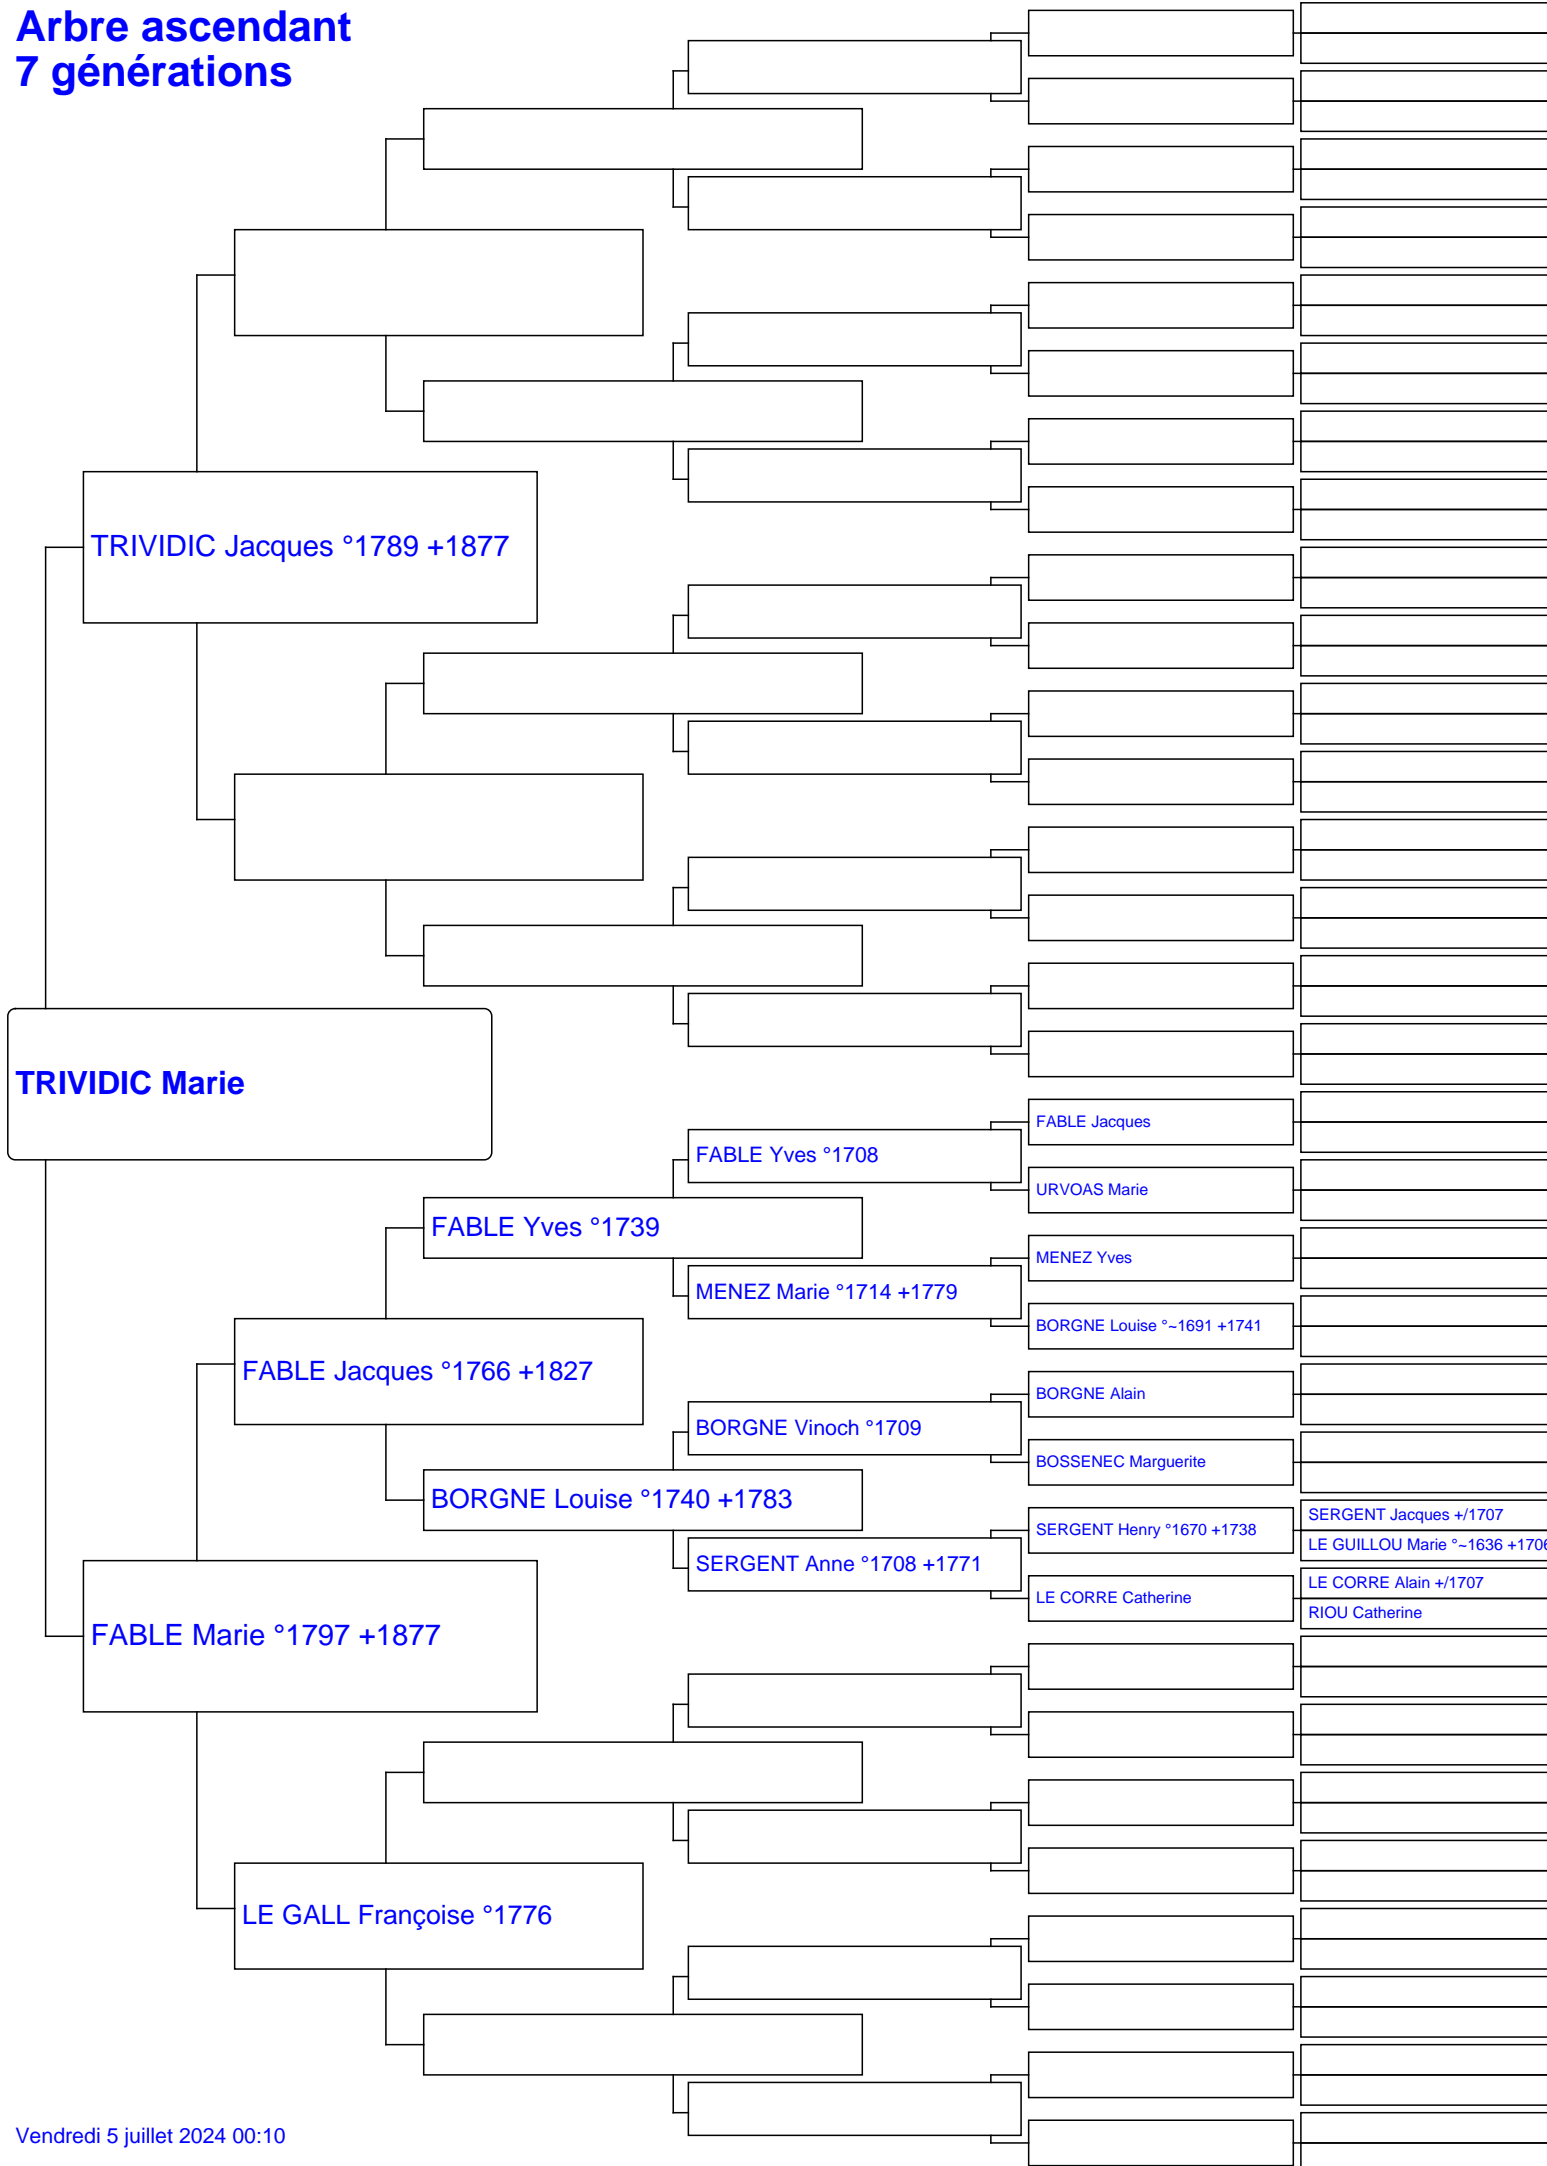 Arbre ascendant
7 générations
TRIVIDIC Jacques °1789 +1877
TRIVIDIC Marie
FABLE Jacques
FABLE Yves °1708
URVOAS Marie
FABLE Yves °1739
MENEZ Yves
MENEZ Marie °1714 +1779
BORGNE Louise °~1691 +1741
FABLE Jacques °1766 +1827
BORGNE Alain
BORGNE Vinoch °1709
BOSSENEC Marguerite
BORGNE Louise °1740 +1783
SERGENT Jacques +/1707
SERGENT Henry °1670 +1738
LE GUILLOU Marie °~1636 +1706
SERGENT Anne °1708 +1771
LE CORRE Alain +/1707
LE CORRE Catherine
RIOU Catherine
FABLE Marie °1797 +1877
LE GALL Françoise °1776
Vendredi 5 juillet 2024 00:10